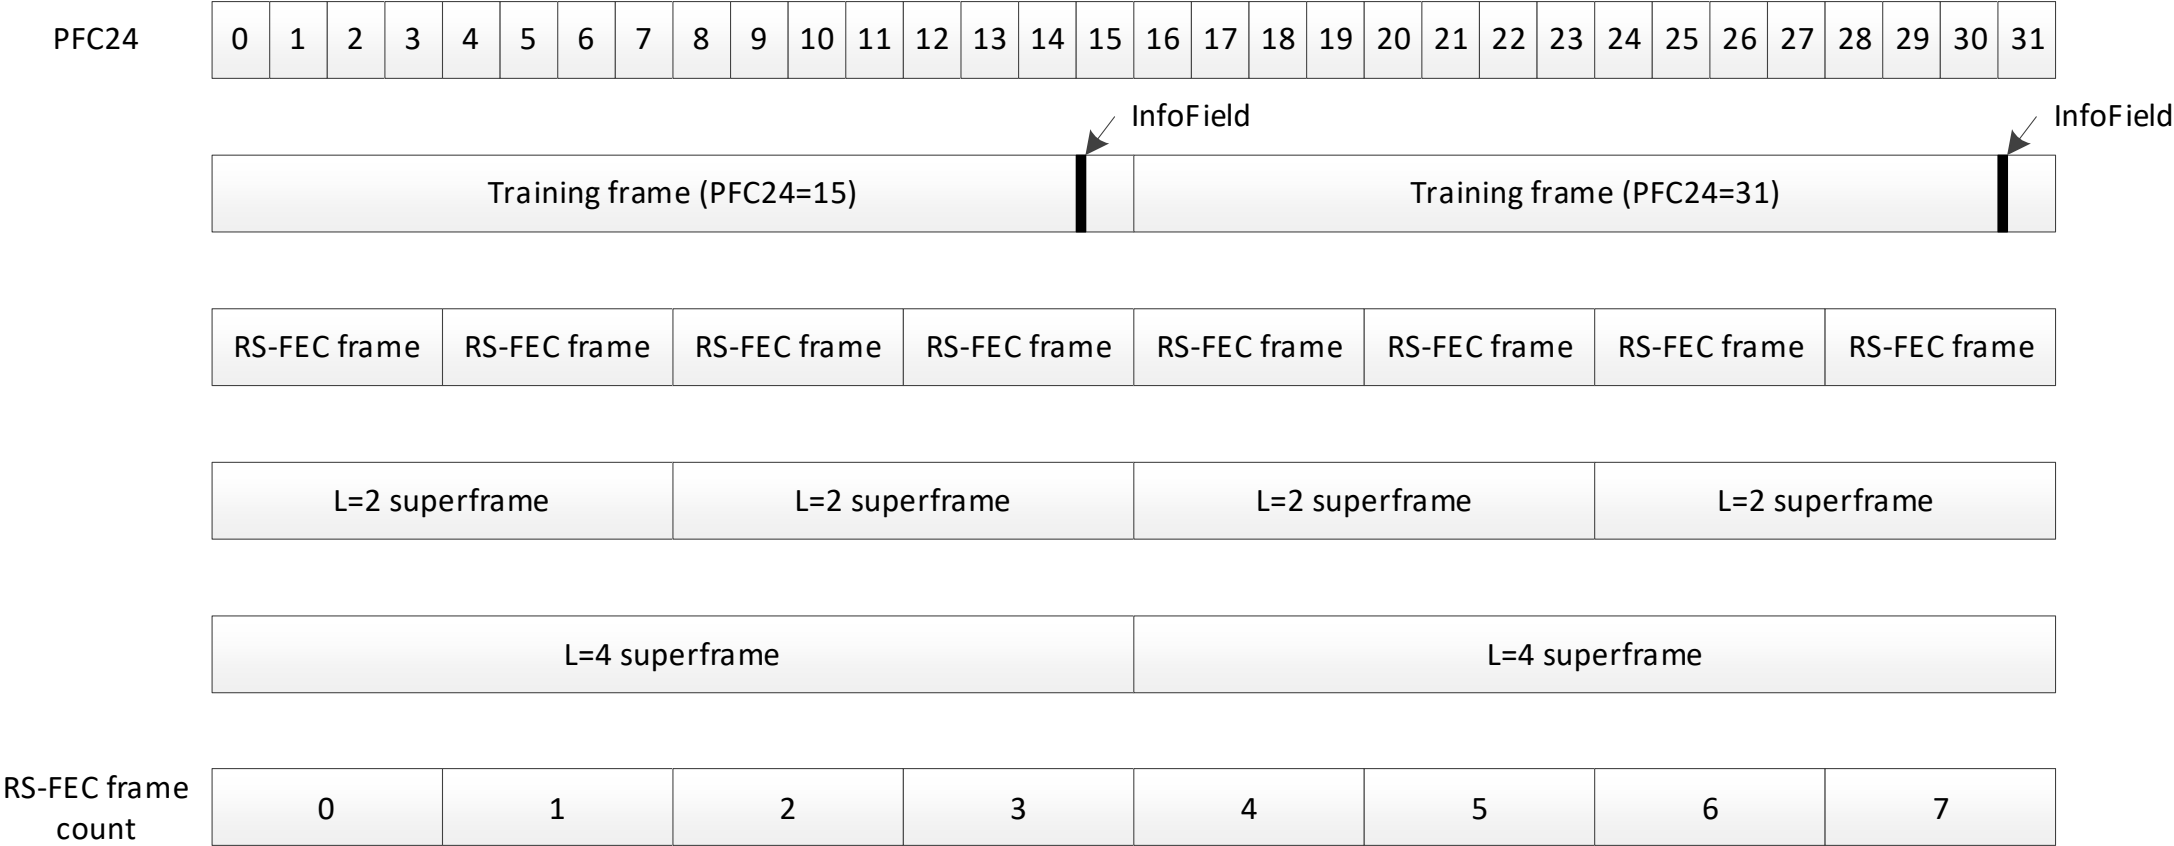 PFC24 0 1 2 3 4 5 6 7 8 9 10 11 12 13 14 15 16 17 18 19 20 21 22 23 24 25 26 27 28 29 30 31
InfoField InfoField
Training frame (PFC24=15) Training frame (PFC24=31)
RS-FEC frame RS-FEC frame RS-FEC frame RS-FEC frame RS-FEC frame RS-FEC frame RS-FEC frame RS-FEC frame
L=2 superframe L=2 superframe L=2 superframe L=2 superframe
L=4 superframe L=4 superframe
RS-FEC frame
count
0 1 2 3 4 5 6 7